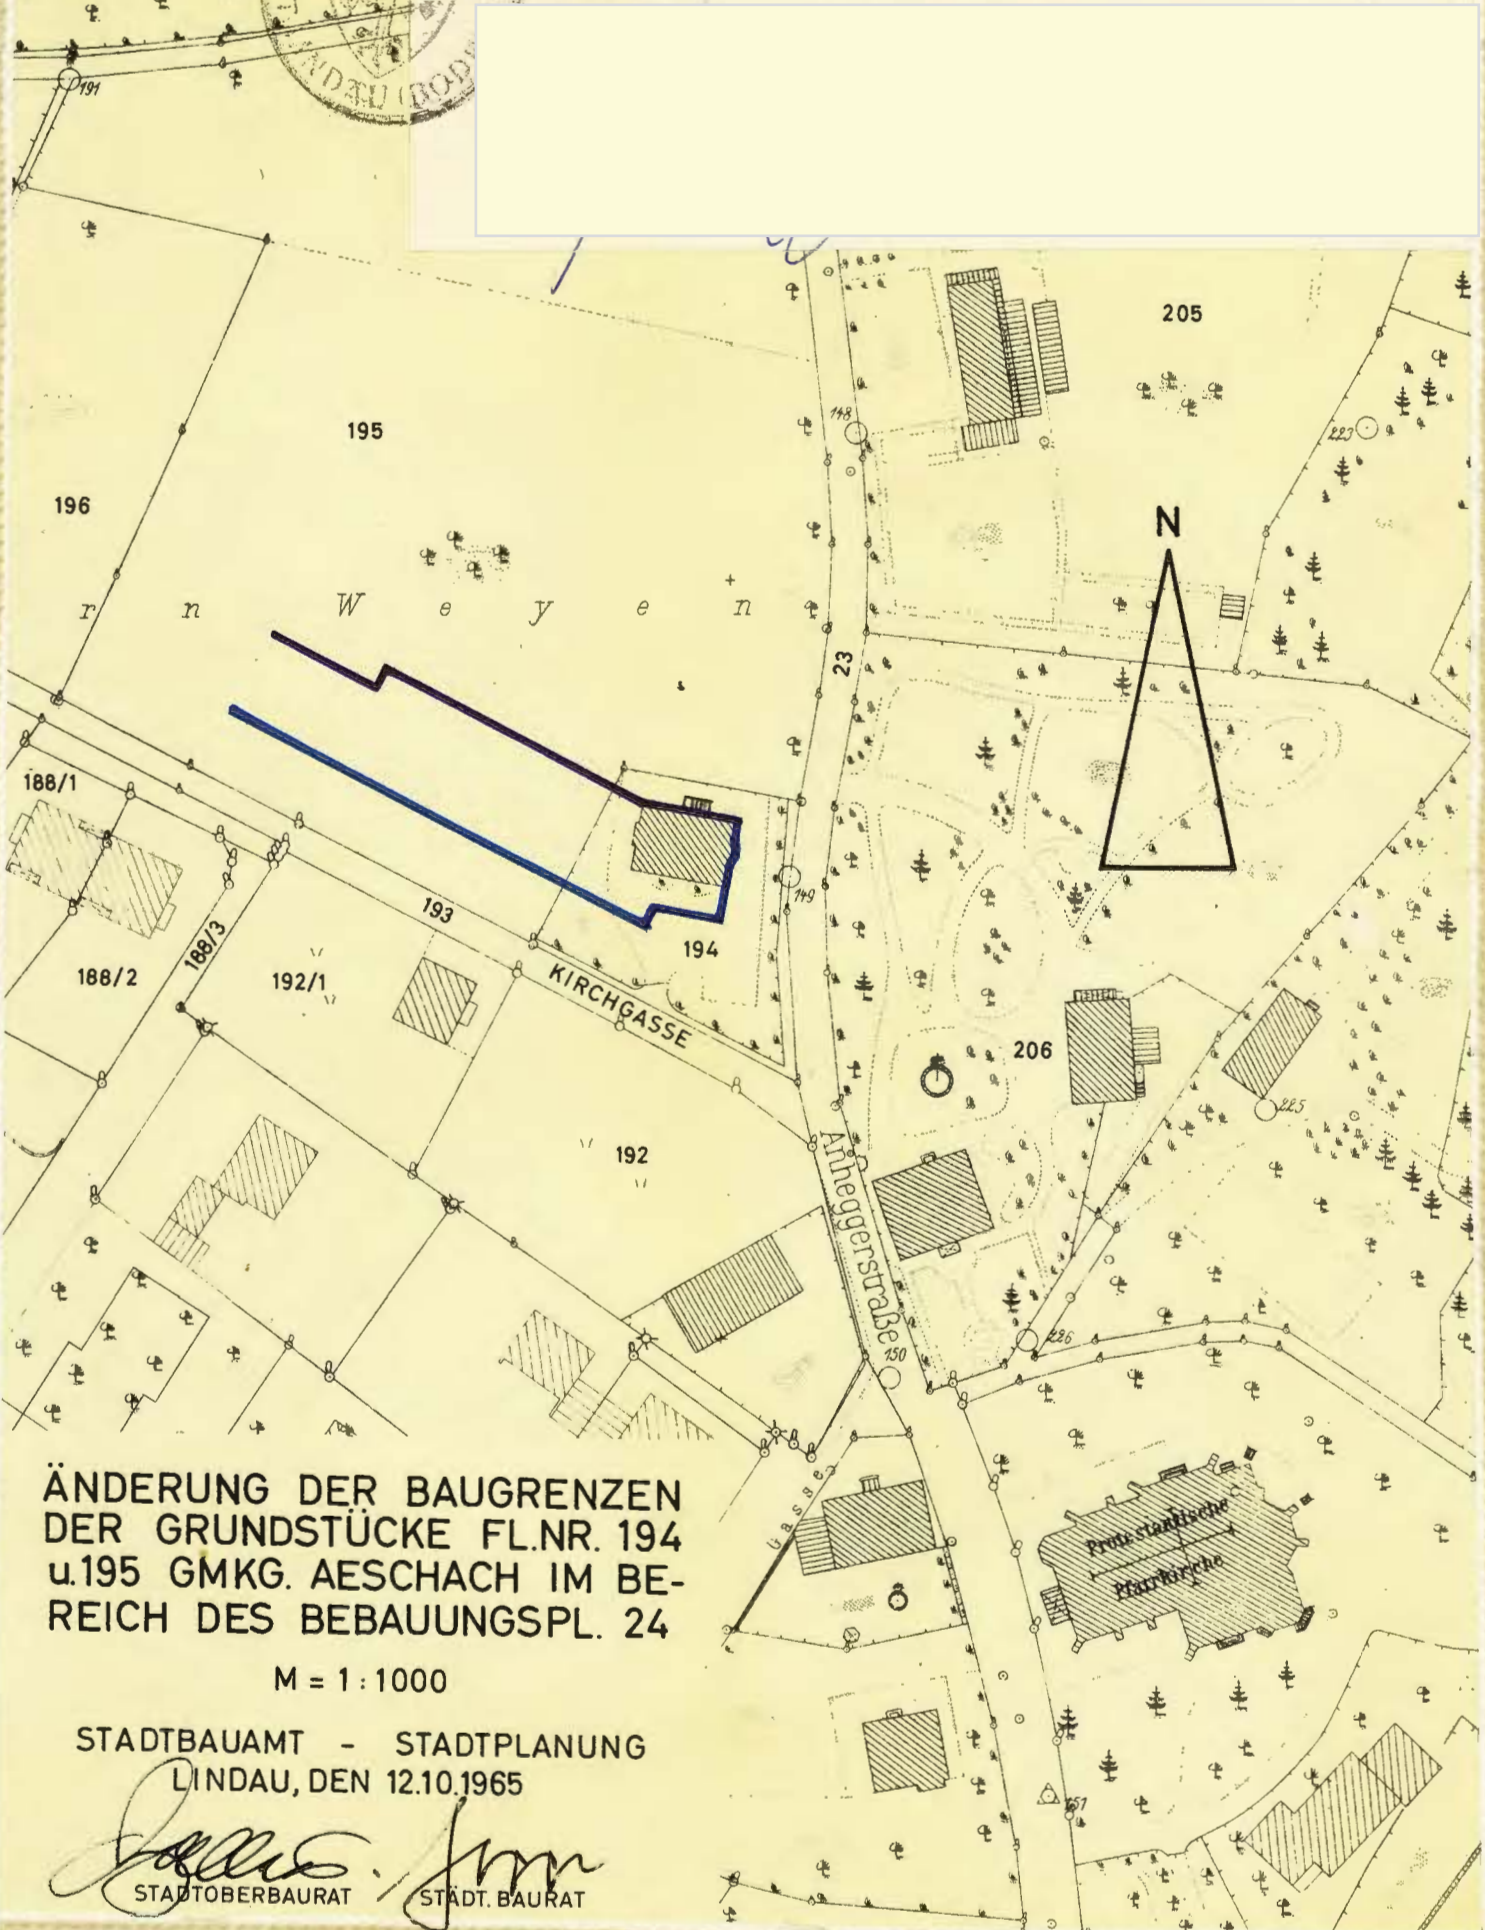 191
LINDAU (BOD
205
148
195
223
196
N
r n W e y e n
23
188/1
149
193
194
188/3
188/2
192/1
KIRCHGASSE
206
225
192
Anheggerstraße
226
150
Gasse
Protestantische
Pfarrkirche
151
ÄNDERUNG DER BAUGRENZEN
DER GRUNDSTÜCKE FL.NR. 194
u.195 GMKG. AESCHACH IM BE-
REICH DES BEBAUUNGSPL. 24
M = 1 : 1000
STADTBAUAMT - STADTPLANUNG
LINDAU, DEN 12.10.1965
STADTOBERBAURAT
STÄDT. BAURAT